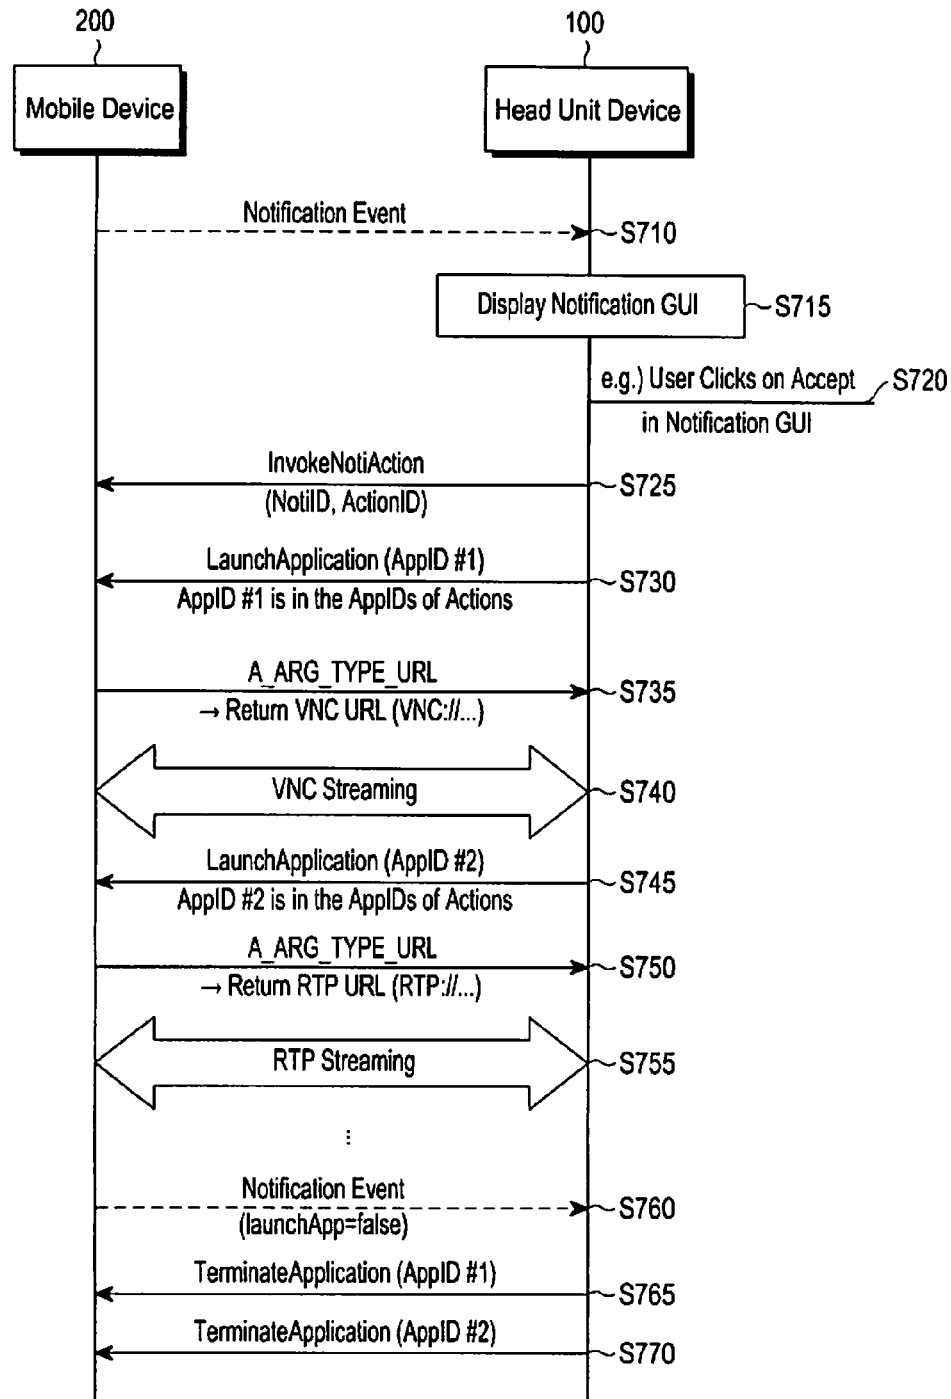 200
100
Mobile Device
Head Unit Device
Notification Event
S710
Display Notification GUI
S715
e.g.) User Clicks on Accept
S720
in Notification GUI
InvokeNotiAction
S725
(NotiID, ActionID)
LaunchApplication (AppID #1)
S730
AppID #1 is in the AppIDs of Actions
A_ARG_TYPE_URL
S735
→ Return VNC URL (VNC://...)
VNC Streaming
S740
LaunchApplication (AppID #2)
S745
AppID #2 is in the AppIDs of Actions
A_ARG_TYPE_URL
S750
→ Return RTP URL (RTP://...)
RTP Streaming
S755
...
Notification Event
S760
(launchApp=false)
TerminateApplication (AppID #1)
S765
TerminateApplication (AppID #2)
S770